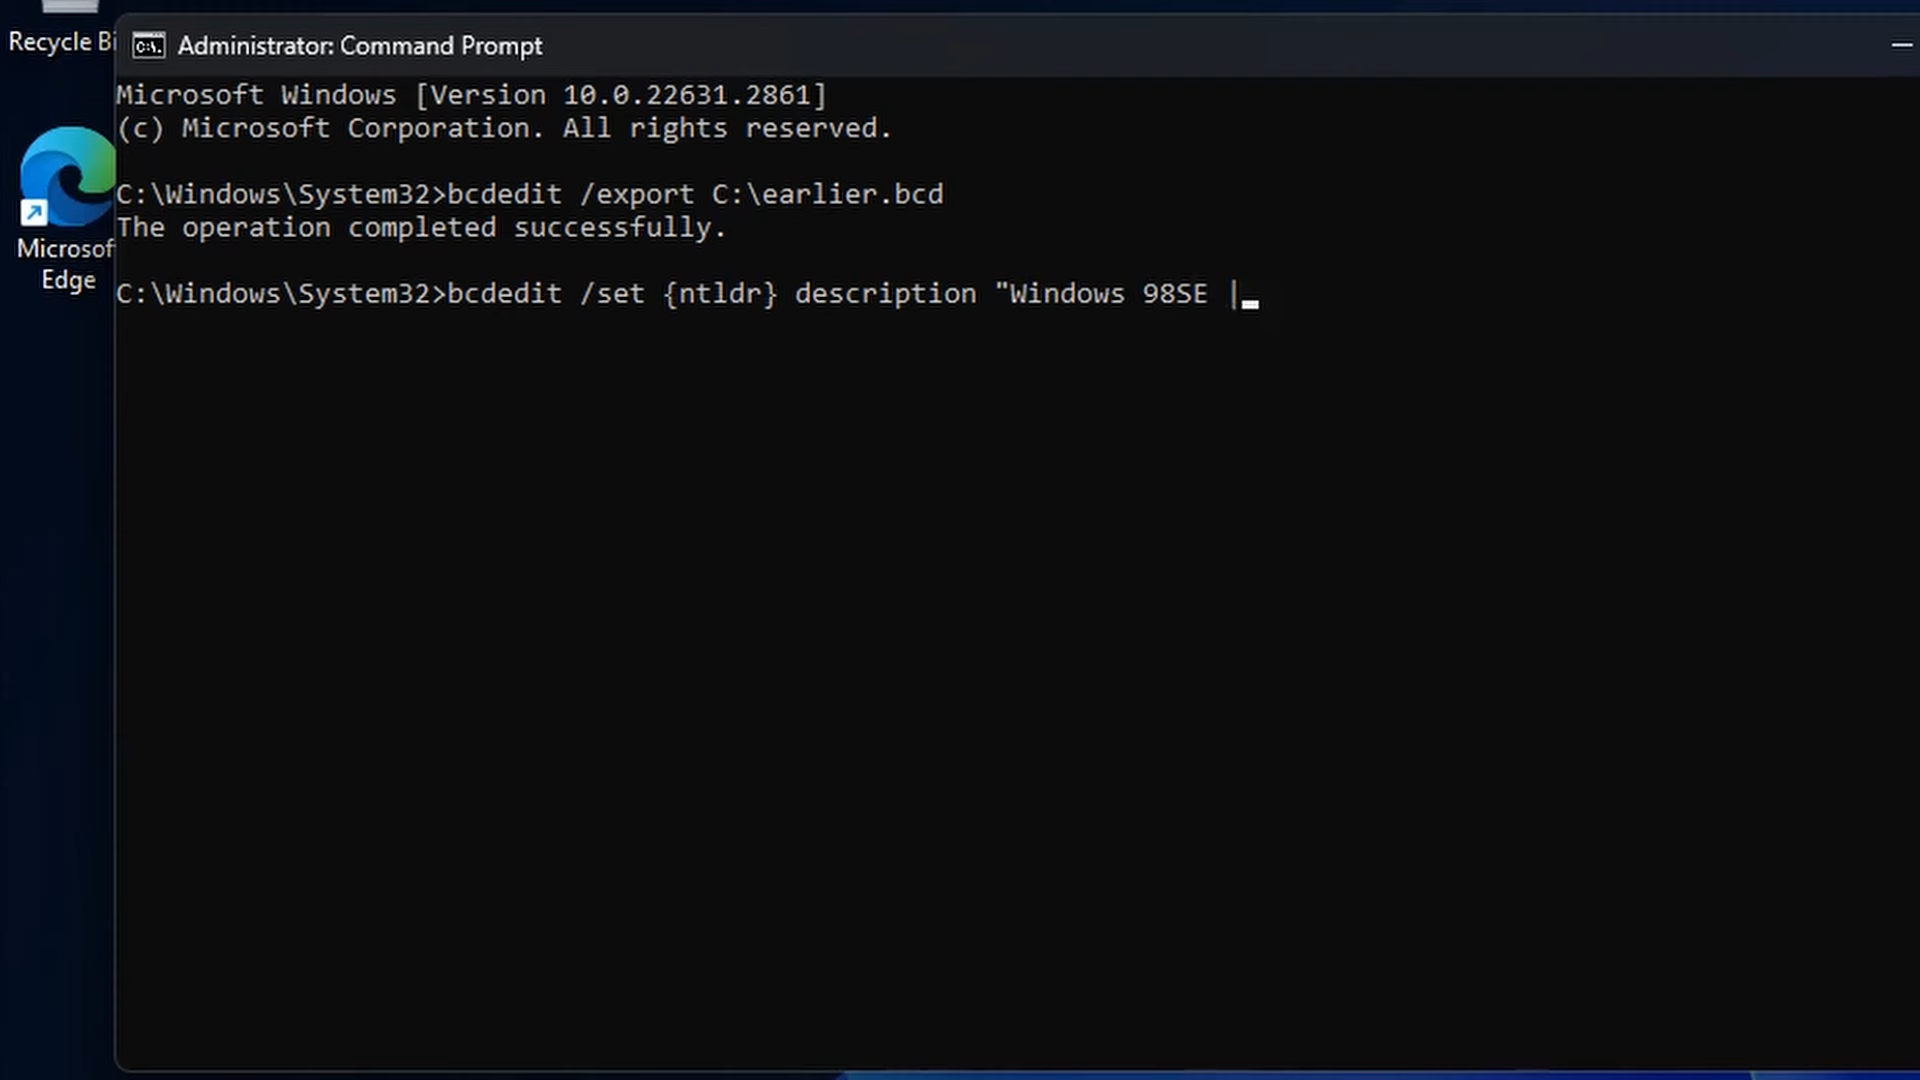 Recycle Bi
Administrator: Command Prompt
Microsoft Windows [Version 10.0.22631.2861]
(c) Microsoft Corporation. All rights reserved.
C:\Windows\System32>bcdedit /export C:\earlier.bcd
The operation completed successfully.
C:\Windows\System32>bcdedit /set {ntldr} description "Windows 98SE |
Microsof
Edge